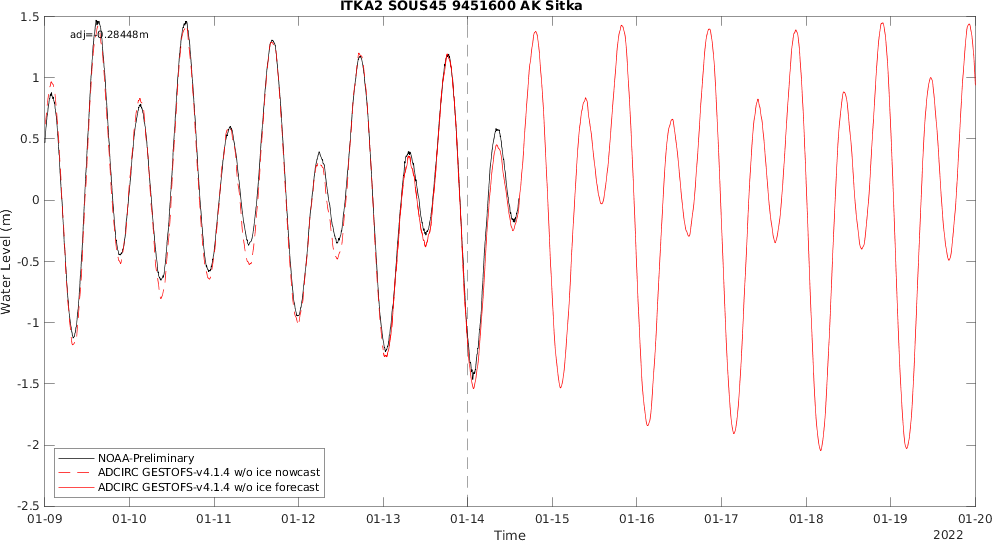 ITKA2 SOUS45 9451600 AK Sitka
adj=-0.28448m
1.5
1
0.5
0
-0.5
-1
-1.5
-2
-2.5
Water Level (m)
NOAA-Preliminary
ADCIRC GESTOFS-v4.1.4 w/o ice nowcast
ADCIRC GESTOFS-v4.1.4 w/o ice forecast
01-09 01-10 01-11 01-12 01-13 01-14 01-15 01-16 01-17 01-18 01-19 01-20
Time
2022